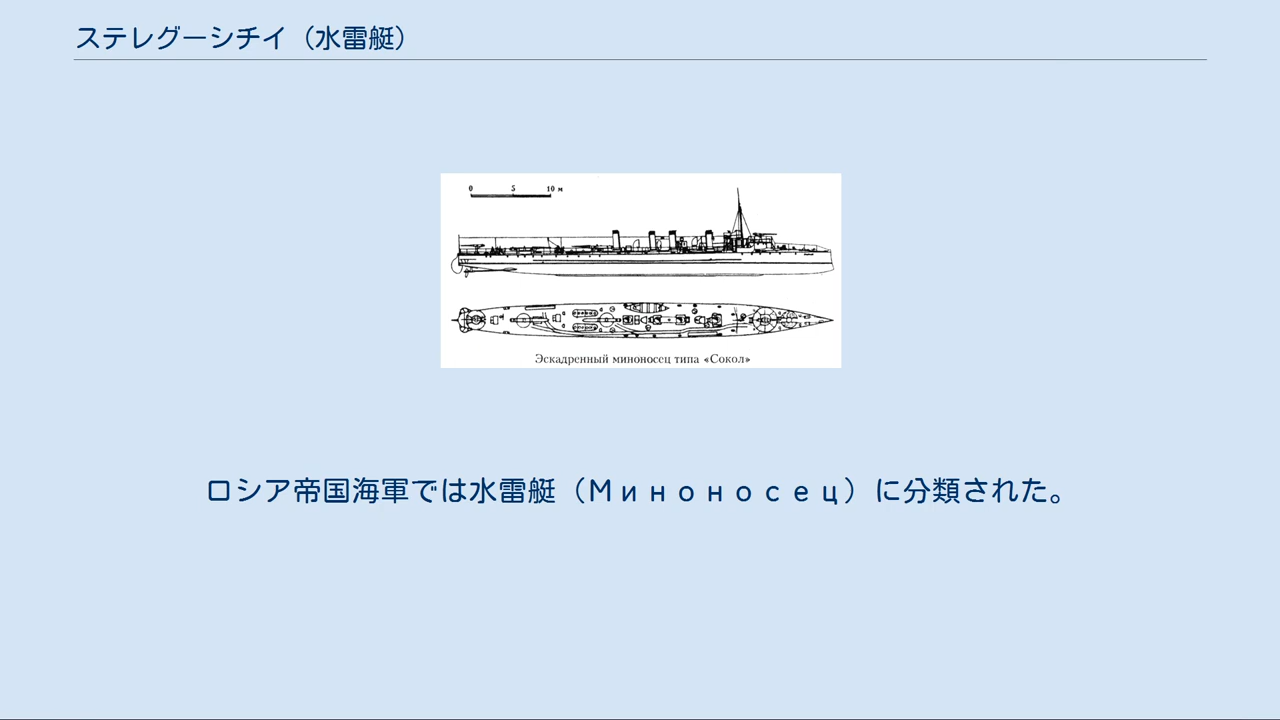 ステレグーシチイ（水雷艇）
0 5 10 м
Эскадренный миноносец типа «Сокол»
ロシア帝国海軍では水雷艇（Миноносец）に分類された。